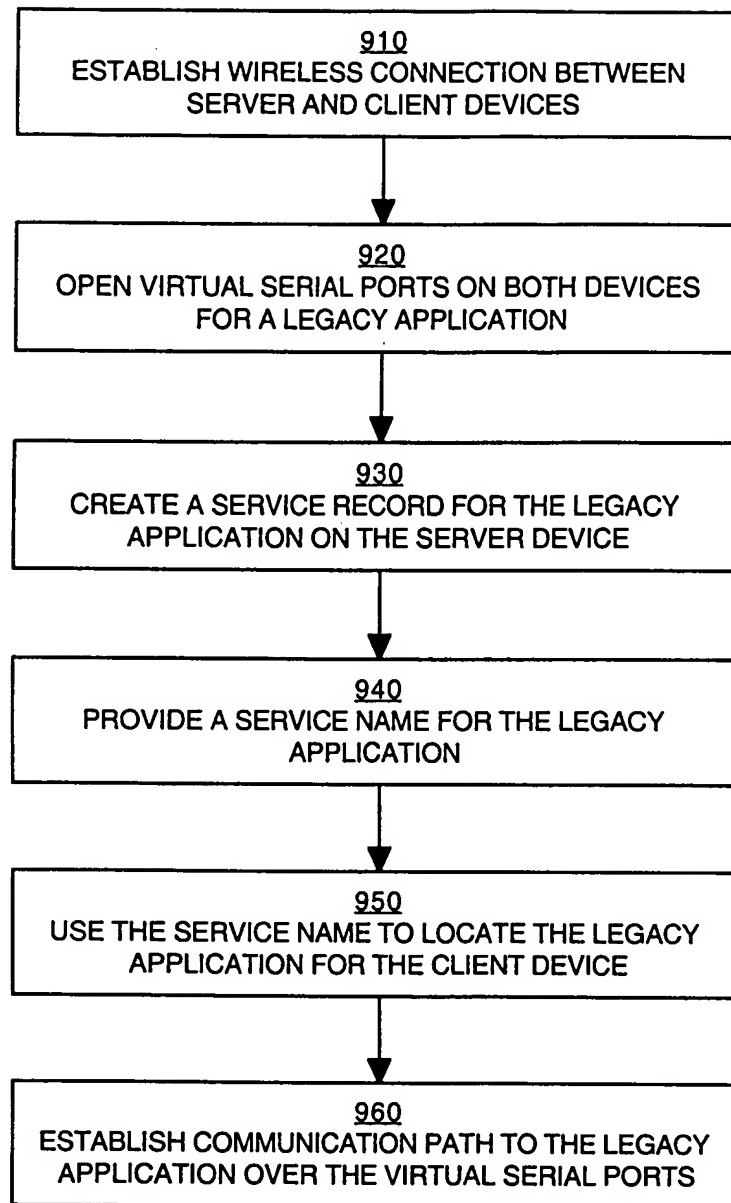 910
ESTABLISH WIRELESS CONNECTION BETWEEN
SERVER AND CLIENT DEVICES
920
OPEN VIRTUAL SERIAL PORTS ON BOTH DEVICES
FOR A LEGACY APPLICATION
930
CREATE A SERVICE RECORD FOR THE LEGACY
APPLICATION ON THE SERVER DEVICE
940
PROVIDE A SERVICE NAME FOR THE LEGACY
APPLICATION
950
USE THE SERVICE NAME TO LOCATE THE LEGACY
APPLICATION FOR THE CLIENT DEVICE
960
ESTABLISH COMMUNICATION PATH TO THE LEGACY
APPLICATION OVER THE VIRTUAL SERIAL PORTS